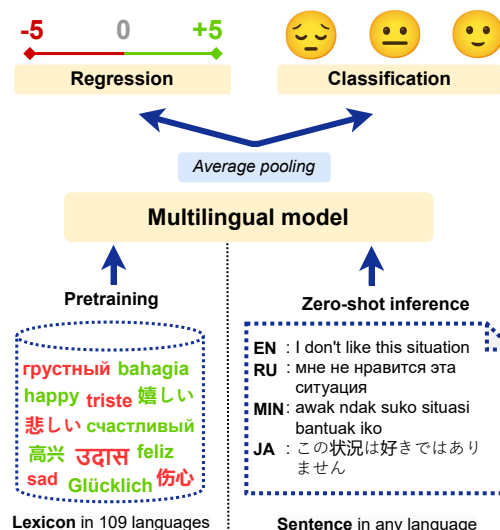 -5 0 +5
Regression Classification
Average pooling
Multilingual model
Pretraining
грустный bahagia
happy triste 嬉しい
悲しい счастливый
高兴 उदास feliz
sad Glücklich 伤心
Lexicon in 109 languages
Zero-shot inference
EN : I don't like this situation
RU : мне не нравится эта
ситуация
MIN : awak ndak suko situasi
bantuak iko
JA : この状況は好きではあり
ません
Sentence in any language